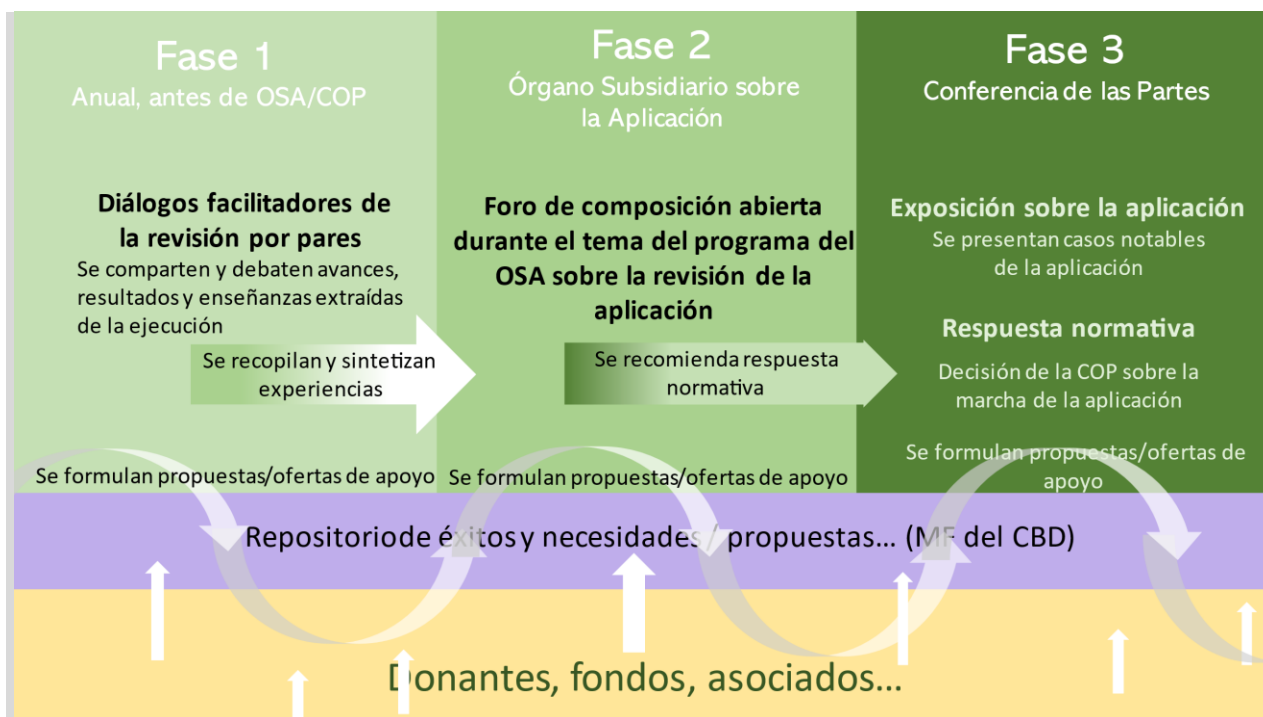 Fase 1
Anual, antes de OSA/COP
Diálogos facilitadores de
la revisión por pares
Se comparten y debaten avances,
resultados y enseñanzas extraídas
de la ejecución
Se recopilan y sintetizan
experiencias
Se formulan propuestas/ofertas de apoyo
Fase 2
Órgano Subsidiario sobre
la Aplicación
Foro de composición abierta
durante el tema del programa del
OSA sobre la revisión de la
aplicación
Se recomienda respuesta
normativa
Se formulan propuestas/ofertas de apoyo
Fase 3
Conferencia de las Partes
Exposición sobre la aplicación
Se presentan casos notables
de la aplicación
Respuesta normativa
Decisión de la COP sobre la
marcha de la aplicación
Se formulan propuestas/ofertas de
apoyo
Repositoriode éxitos y necesidades / propuestas... (MF del CBD)
Donantes, fondos, asociados...